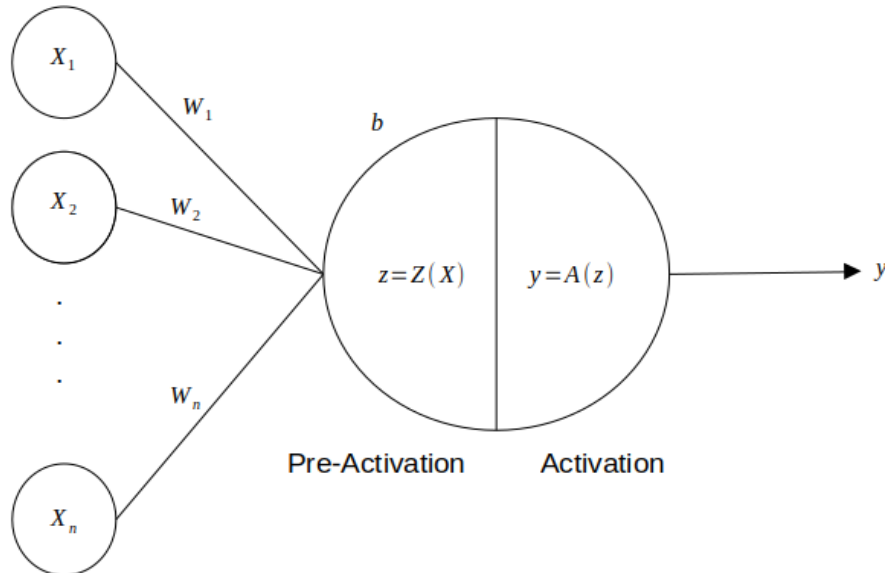 X₁
W₁
b
X₂
W₂
z=Z(X)
y=A(z)
y
.
.
.
Wₙ
Pre-Activation
Activation
Xₙ